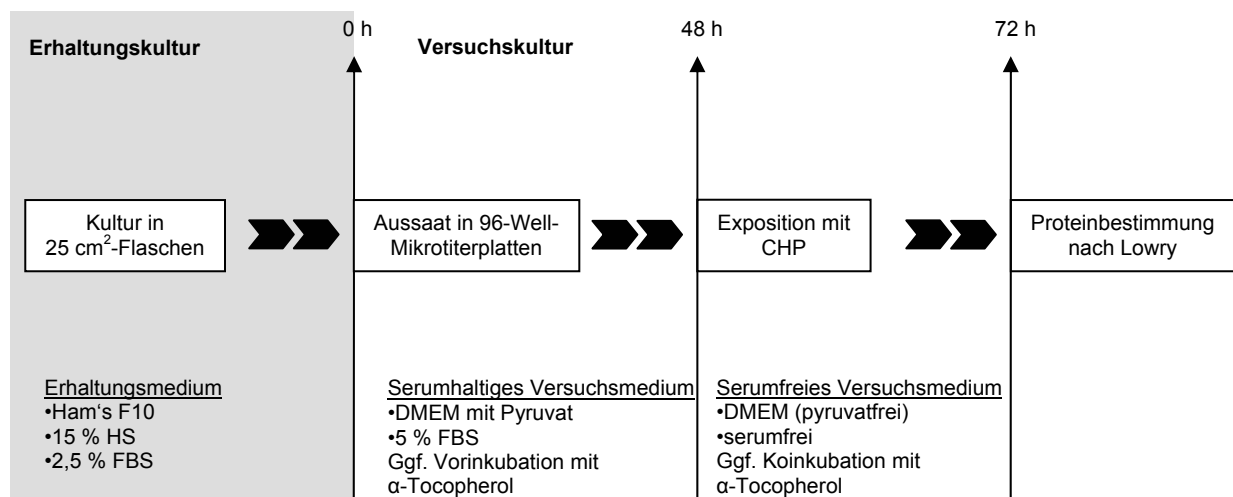 0 h
48 h
72 h
Erhaltungskultur
Versuchskultur
Kultur in
25 cm²-Flaschen
Aussaat in 96-Well-
Mikrotiterplatten
Exposition mit
CHP
Proteinbestimmung
nach Lowry
Erhaltungsmedium
•Ham‘s F10
•15 % HS
•2,5 % FBS
Serumhaltiges Versuchsmedium
•DMEM mit Pyruvat
•5 % FBS
Ggf. Vorinkubation mit
α-Tocopherol
Serumfreies Versuchsmedium
•DMEM (pyruvatfrei)
•serumfrei
Ggf. Koinkubation mit
α-Tocopherol